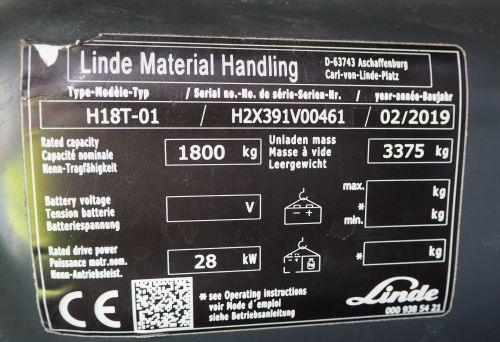 Linde Material Handling
D-63743 Aschaffenburg
Carl-von-Linde-Platz
Type-Modèle-Typ / Serial no.-No. de série-Serien-Nr. / year-année-Baujahr
H18T-01 / H2X391V00461 / 02/2019
Rated capacity
Capacité nominale
Nenn-Tragfähigkeit
1800 kg
Unladen mass
Masse à vide
Leergewicht
3375 kg
Battery voltage
Tension batterie
Batteriespannung
V
max. kg
*
min. kg
Rated drive power
Puissance motr.nom.
Nenn-Antriebsleist.
28 kW
* kg
CE
* see Operating instructions
voir Mode d'emploi
siehe Betriebsanleitung
Linde
000 938 54 21